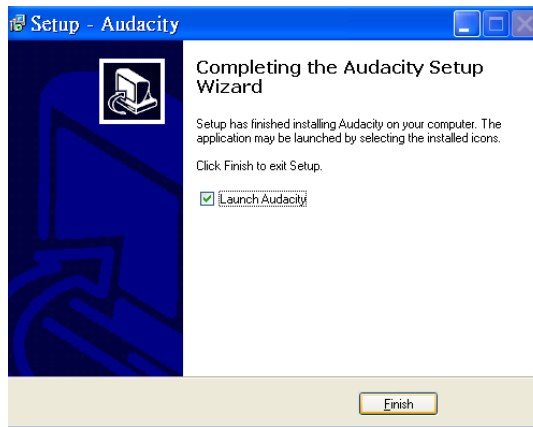 Setup - Audacity
Completing the Audacity Setup
Wizard
Setup has finished installing Audacity on your computer. The
application may be launched by selecting the installed icons.
Click Finish to exit Setup.
Launch Audacity
Finish